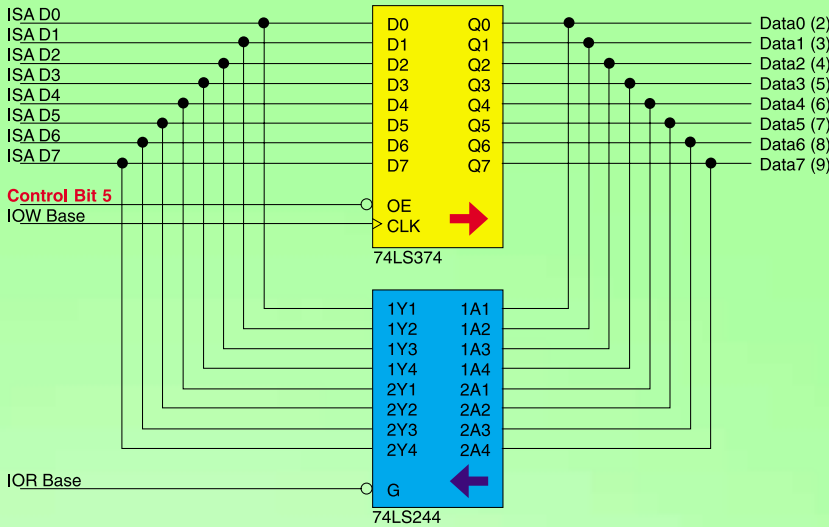 ISA D0
ISA D1
ISA D2
ISA D3
ISA D4
ISA D5
ISA D6
ISA D7
Control Bit 5
IOW Base
D0 Q0
D1 Q1
D2 Q2
D3 Q3
D4 Q4
D5 Q5
D6 Q6
D7 Q7
OE
CLK
74LS374
Data0 (2)
Data1 (3)
Data2 (4)
Data3 (5)
Data4 (6)
Data5 (7)
Data6 (8)
Data7 (9)
1Y1 1A1
1Y2 1A2
1Y3 1A3
1Y4 1A4
2Y1 2A1
2Y2 2A2
2Y3 2A3
2Y4 2A4
IOR Base
G
74LS244